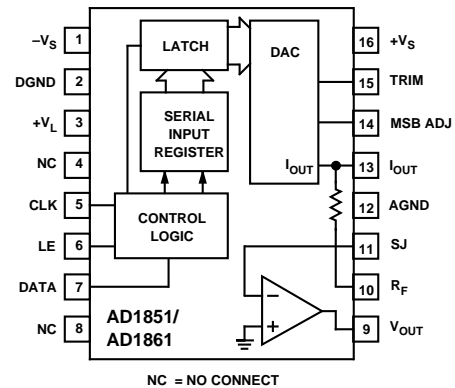 –VS 1
DGND 2
+VL 3
NC 4
CLK 5
LE 6
DATA 7
NC 8
LATCH
SERIAL
INPUT
REGISTER
CONTROL
LOGIC
DAC
IOUT
AD1851/
AD1861
16 +VS
15 TRIM
14 MSB ADJ
13 IOUT
12 AGND
11 SJ
10 RF
9 VOUT
–
+
NC = NO CONNECT